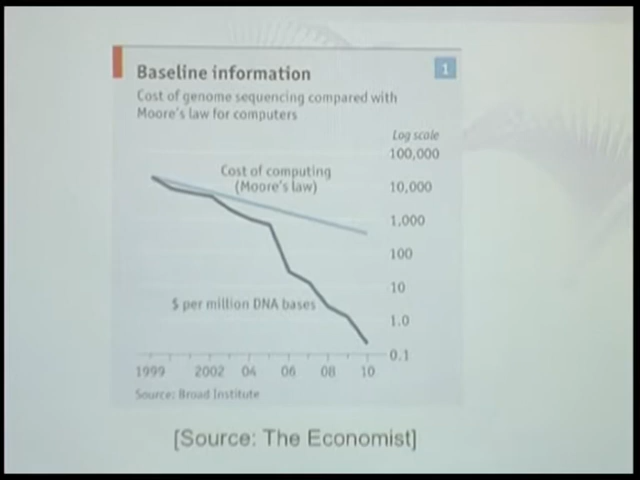 Baseline information
1
Cost of genome sequencing compared with
Moore's law for computers
Log scale
100,000
Cost of computing
(Moore's law)
10,000
1,000
100
10
$ per million DNA bases
1.0
0.1
1999 2002 04 06 08 10
Source: Broad Institute
[Source: The Economist]